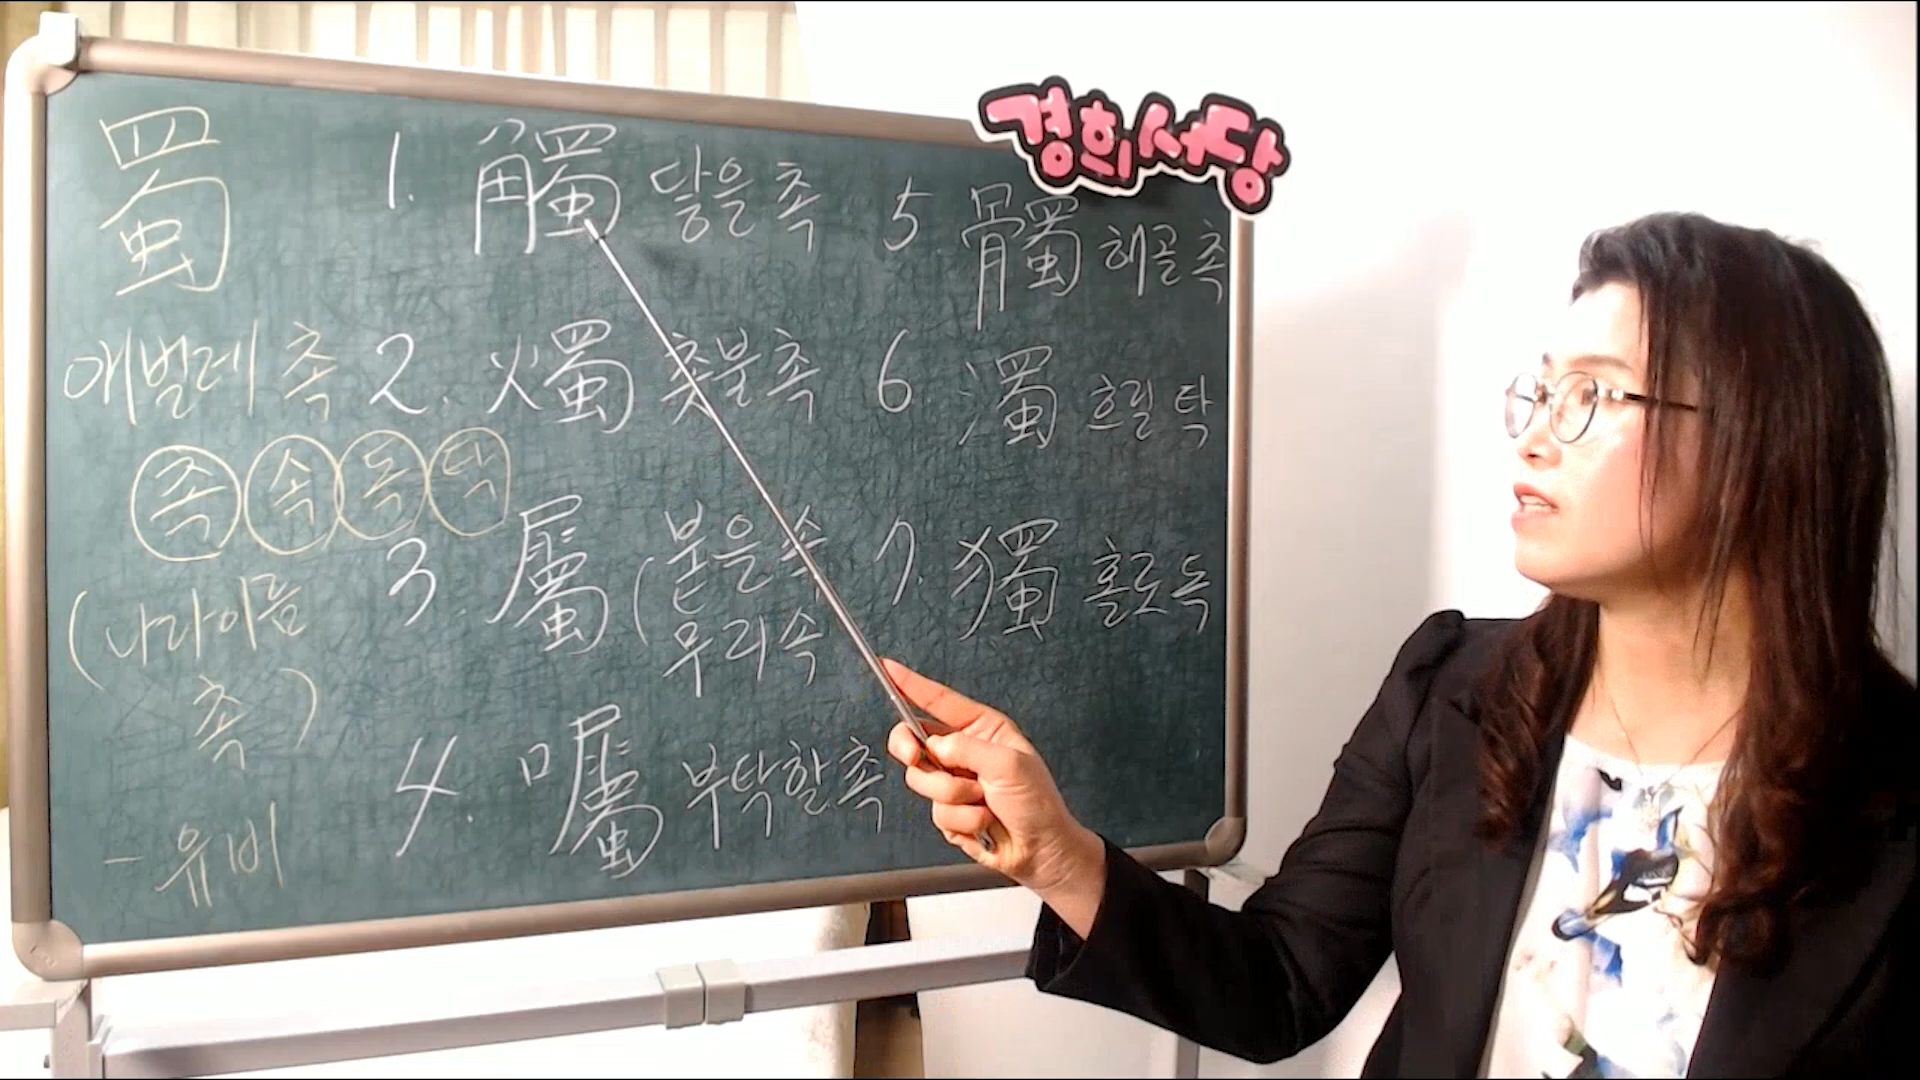 경희서당
蜀
애벌레 촉
촉 속 독 탁
(나라이름
촉)
- 유비
1. 觸 닿을 촉
2. 燭 촛불 촉
3. 屬 (붙을 속
무리 속
4. 囑 부탁할 촉
5. 髑 해골 촉
6 濁 흐릴 탁
7. 獨 홀로 독